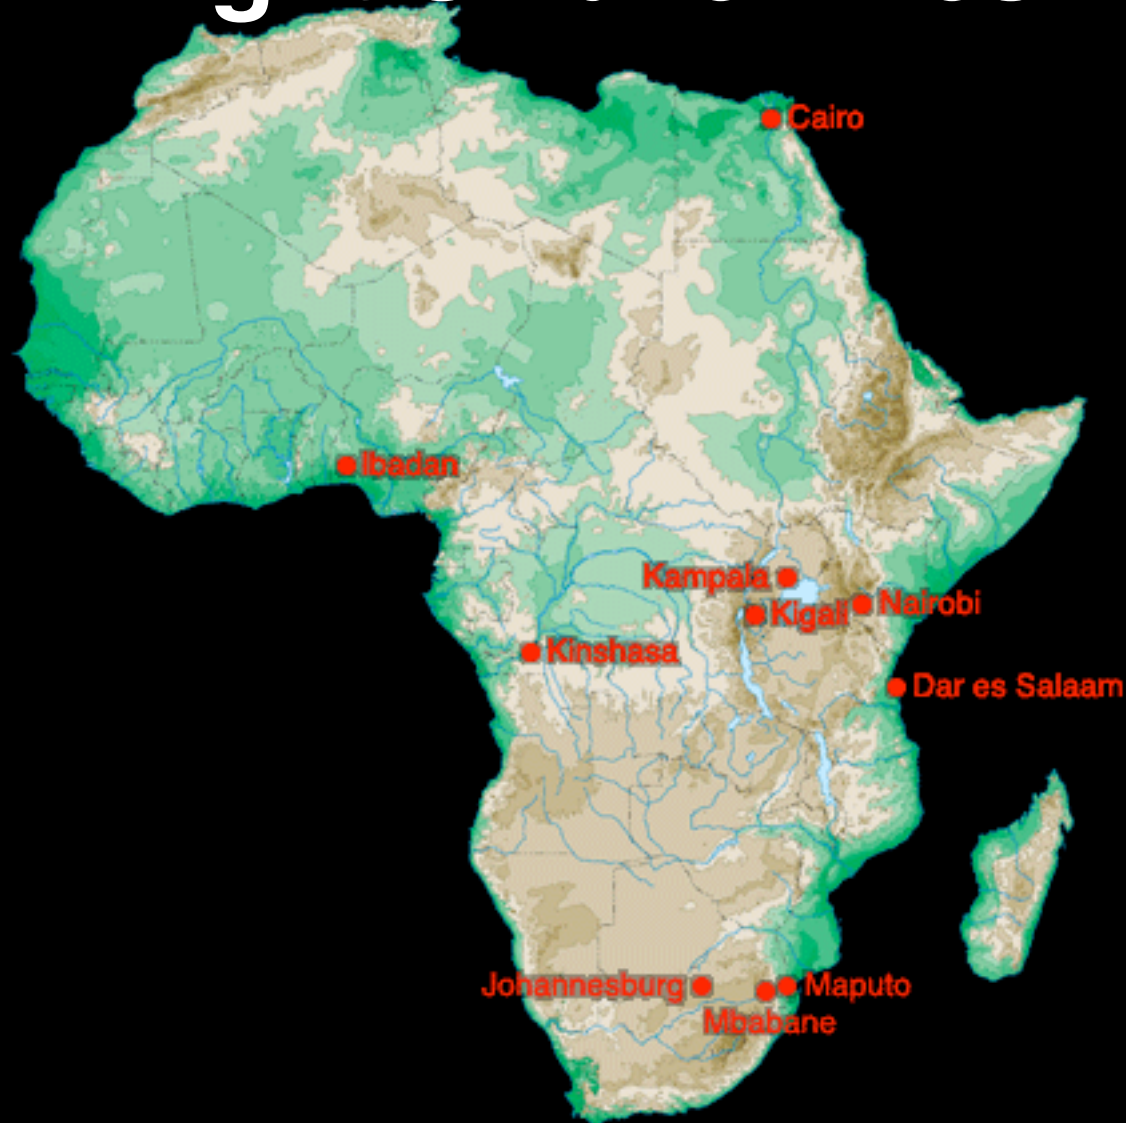 Cairo
Ibadan
Kampala
Kigali
Nairobi
Kinshasa
Dar es Salaam
Johannesburg
Maputo
Mbabane